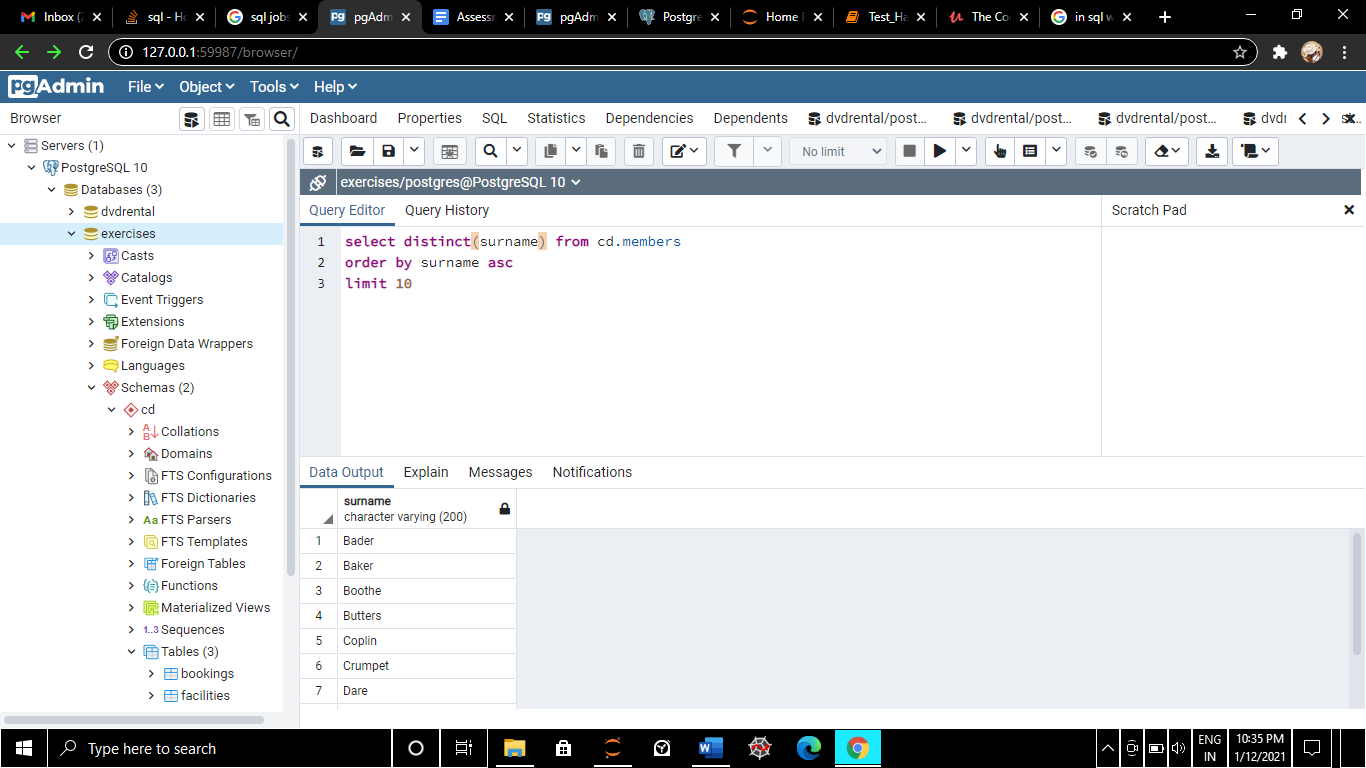 Inbox (2
sql - Ho
sql jobs
pgAdm
Assessm
pgAdm
Postgre
Home P
Test_Ha
The Co
in sql w
127.0.0.1:59987/browser/
pgAdmin File Object Tools Help
Browser
Dashboard Properties SQL Statistics Dependencies Dependents dvdrental/post... dvdrental/post... dvdrental/post... dvdr
Servers (1)
PostgreSQL 10
Databases (3)
dvdrental
exercises
Casts
Catalogs
Event Triggers
Extensions
Foreign Data Wrappers
Languages
Schemas (2)
cd
Collations
Domains
FTS Configurations
FTS Dictionaries
Aa FTS Parsers
FTS Templates
Foreign Tables
Functions
Materialized Views
1..3 Sequences
Tables (3)
bookings
facilities
No limit
exercises/postgres@PostgreSQL 10
Query Editor Query History
Scratch Pad
1 select distinct(surname) from cd.members
2 order by surname asc
3 limit 10
Data Output Explain Messages Notifications
surname
character varying (200)
1 Bader
2 Baker
3 Boothe
4 Butters
5 Coplin
6 Crumpet
7 Dare
Type here to search
ENG
IN
10:35 PM
1/12/2021